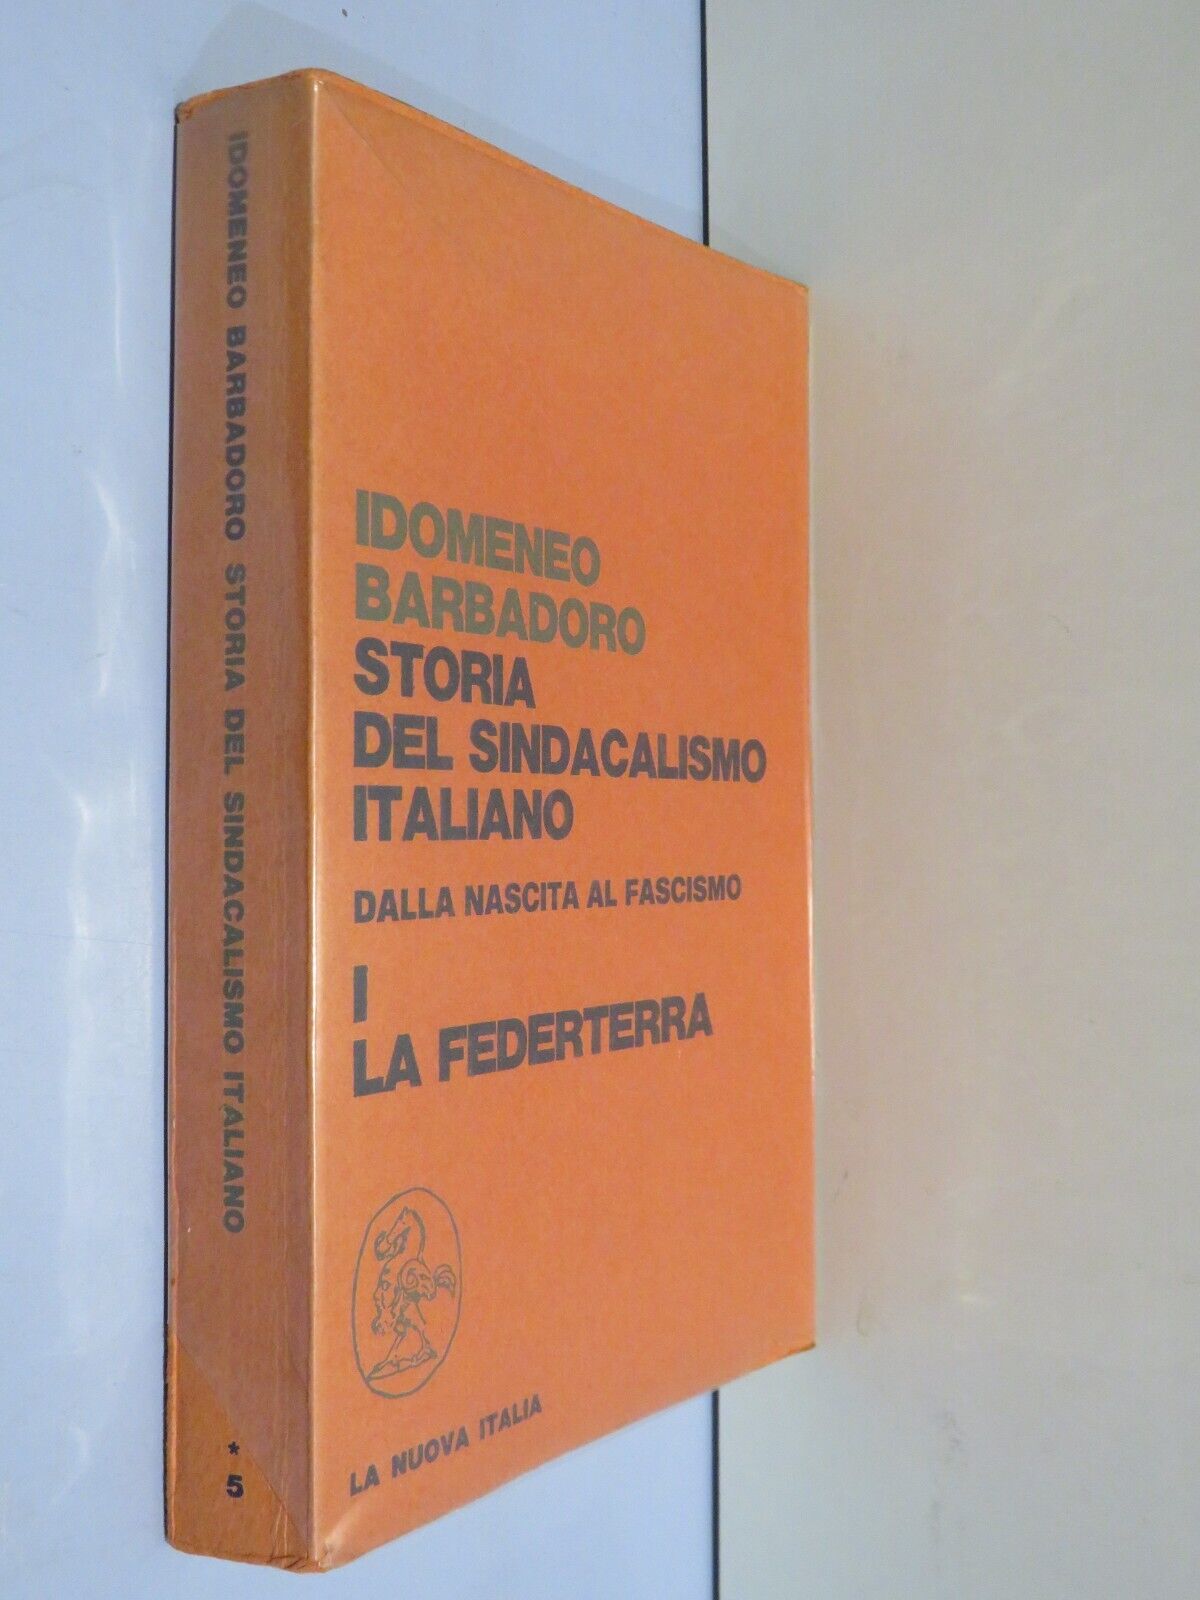 IDOMENEO BARBADORO STORIA DEL SINDACALISMO ITALIANO
* 5
IDOMENEO
BARBADORO
STORIA
DEL SINDACALISMO
ITALIANO
DALLA NASCITA AL FASCISMO
I
LA FEDERTERRA
LA NUOVA ITALIA